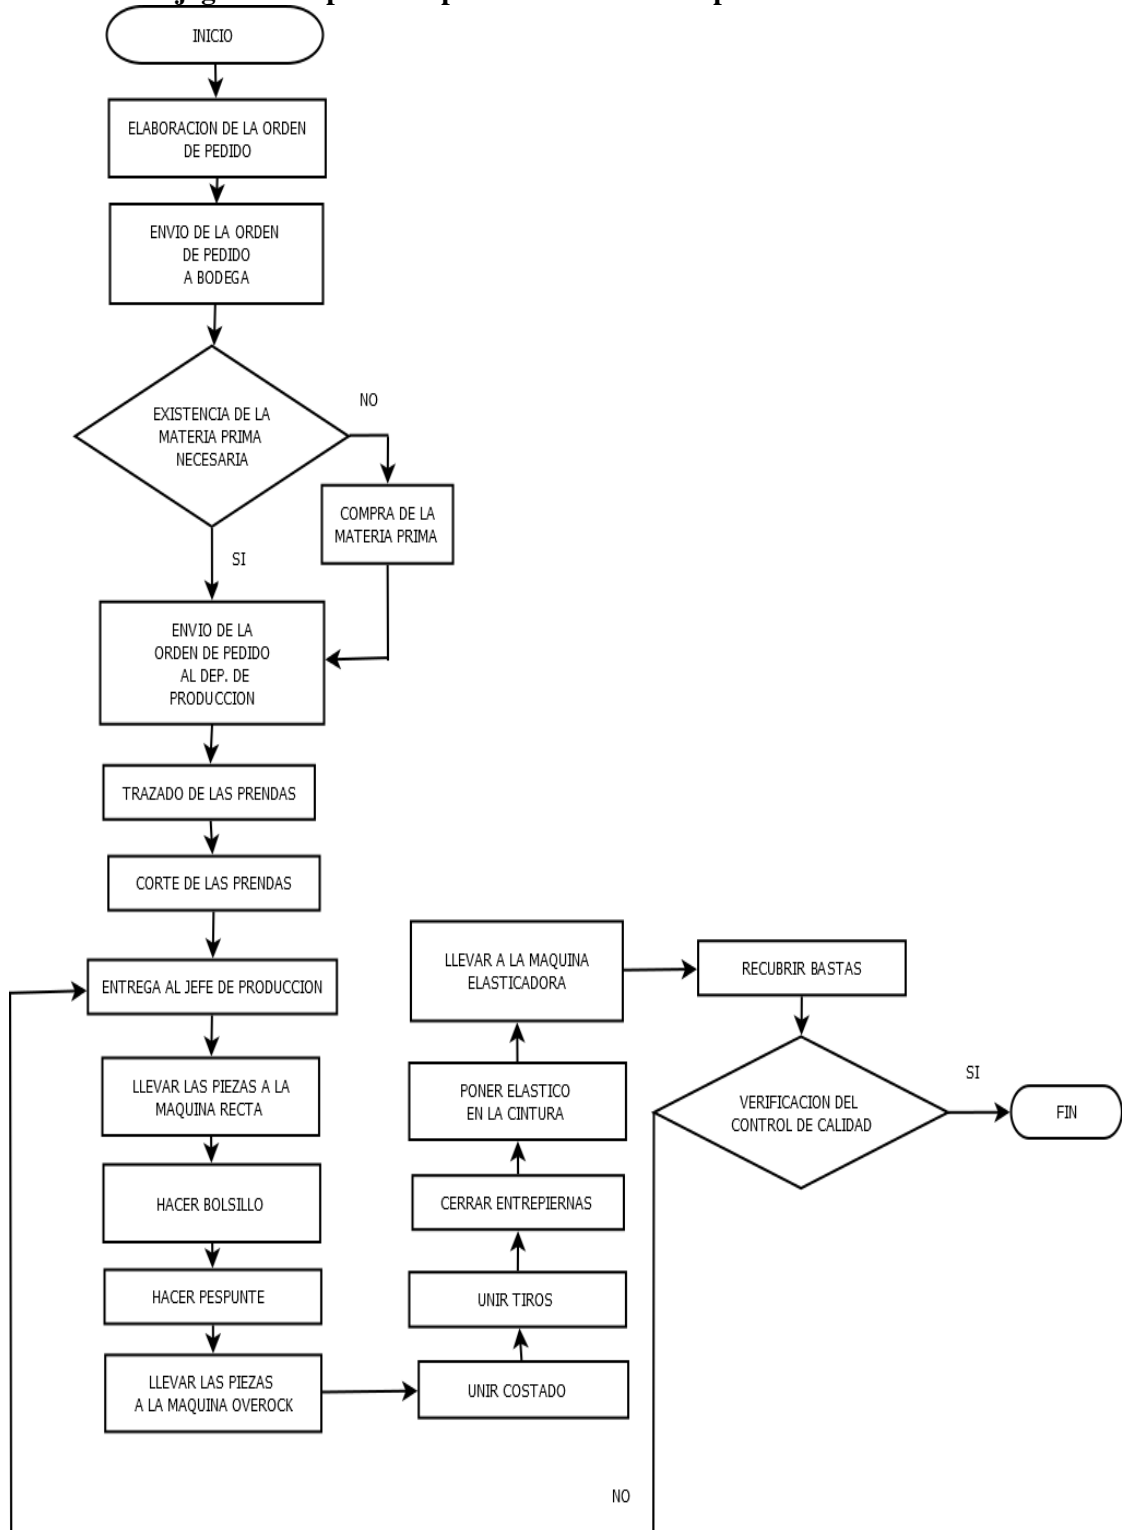 INICIO
ELABORACION DE LA ORDEN
DE PEDIDO
ENVIO DE LA ORDEN
DE PEDIDO
A BODEGA
EXISTENCIA DE LA
MATERIA PRIMA
NECESARIA
NO
COMPRA DE LA
MATERIA PRIMA
SI
ENVIO DE LA
ORDEN DE PEDIDO
AL DEP. DE
PRODUCCION
TRAZADO DE LAS PRENDAS
CORTE DE LAS PRENDAS
ENTREGA AL JEFE DE PRODUCCION
LLEVAR LAS PIEZAS A LA
MAQUINA RECTA
HACER BOLSILLO
HACER PESPUNTE
LLEVAR LAS PIEZAS
A LA MAQUINA OVEROCK
UNIR COSTADO
UNIR TIROS
CERRAR ENTREPIERNAS
PONER ELASTICO
EN LA CINTURA
LLEVAR A LA MAQUINA
ELASTICADORA
RECUBRIR BASTAS
VERIFICACION DEL
CONTROL DE CALIDAD
SI
FIN
NO